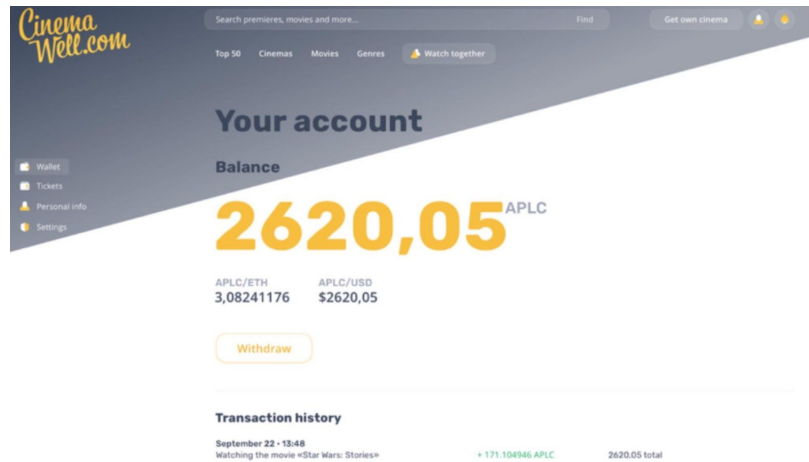 Cinema
Well.com
Search premieres, movies and more... Find Get own cinema
Top 50 Cinemas Movies Genres Watch together
Your account
Wallet
Tickets
Personal info
Settings
Balance
2620,05 APLC
APLC/ETH APLC/USD
3,08241176 $2620,05
Withdraw
Transaction history
September 22 • 13:48
Watching the movie «Star Wars: Stories» + 171.104946 APLC 2620.05 total